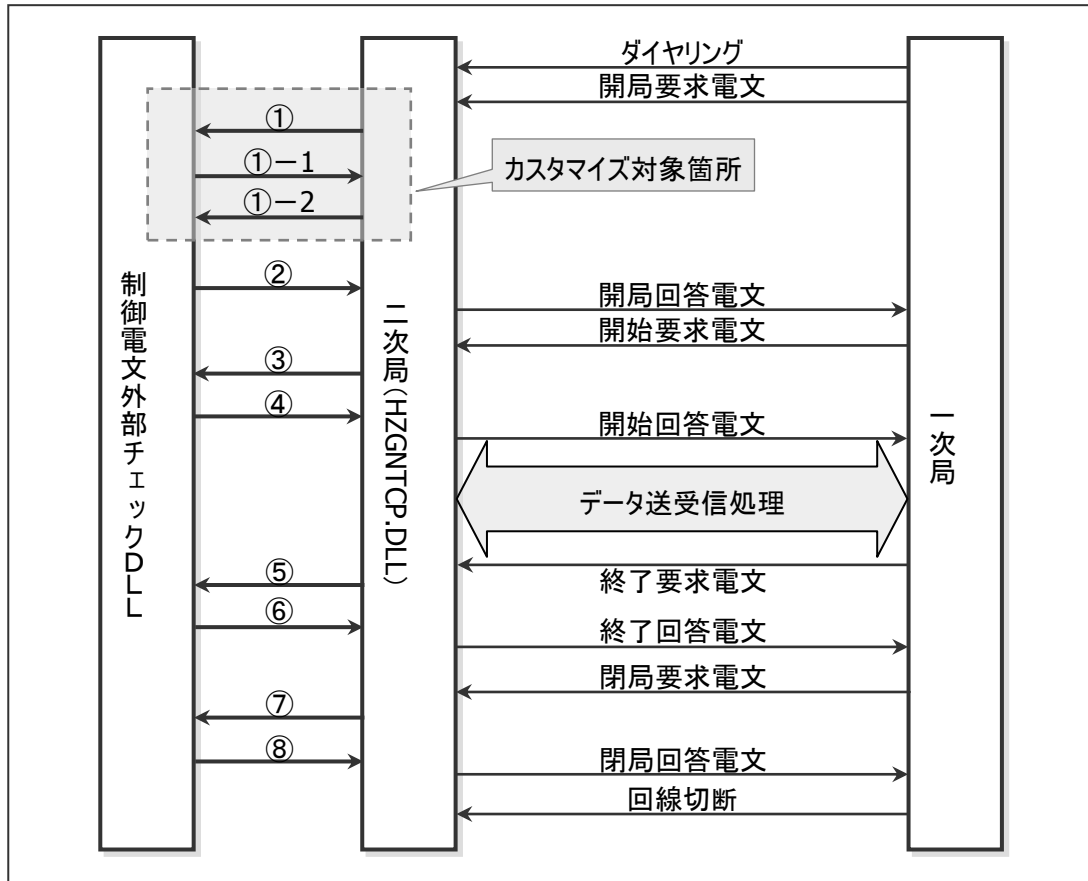 ダイヤリング
開局要求電文
①
①－1
カスタマイズ対象箇所
①－2
②
開局回答電文
開始要求電文
③
④
開始回答電文
データ送受信処理
⑤
終了要求電文
⑥
終了回答電文
閉局要求電文
⑦
⑧
閉局回答電文
回線切断
制御電文外部チェックDLL
二次局(HZGNTCP.DLL)
一次局